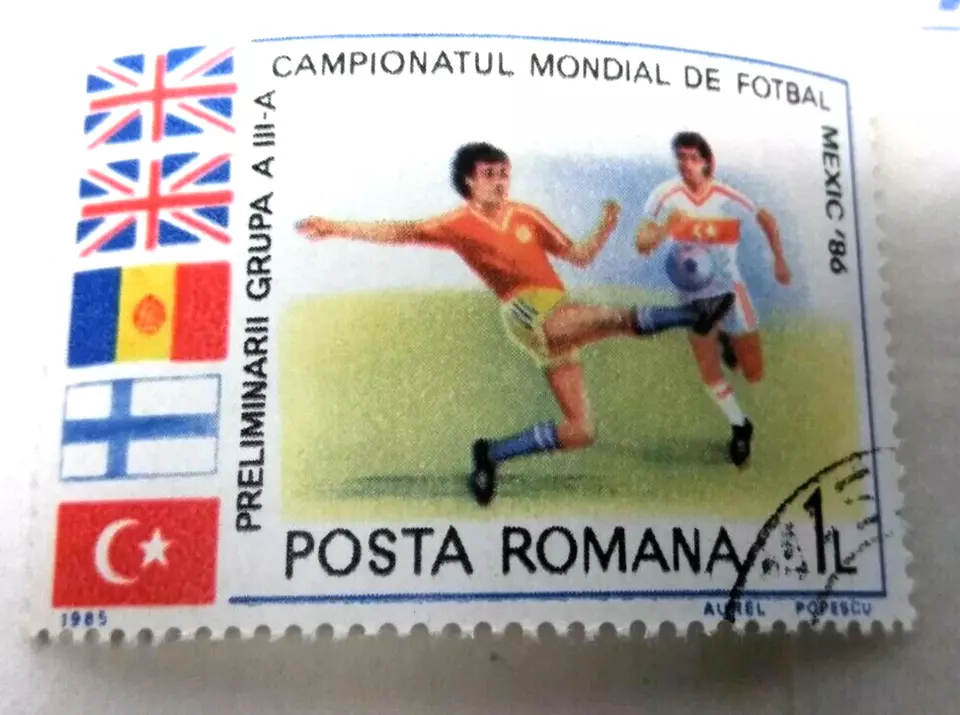 CAMPIONATUL MONDIAL DE FOTBAL
MEXIC '86
PRELIMINARII GRUPA A III-A
POSTA ROMANA 1L
1985
AUREL POPESCU